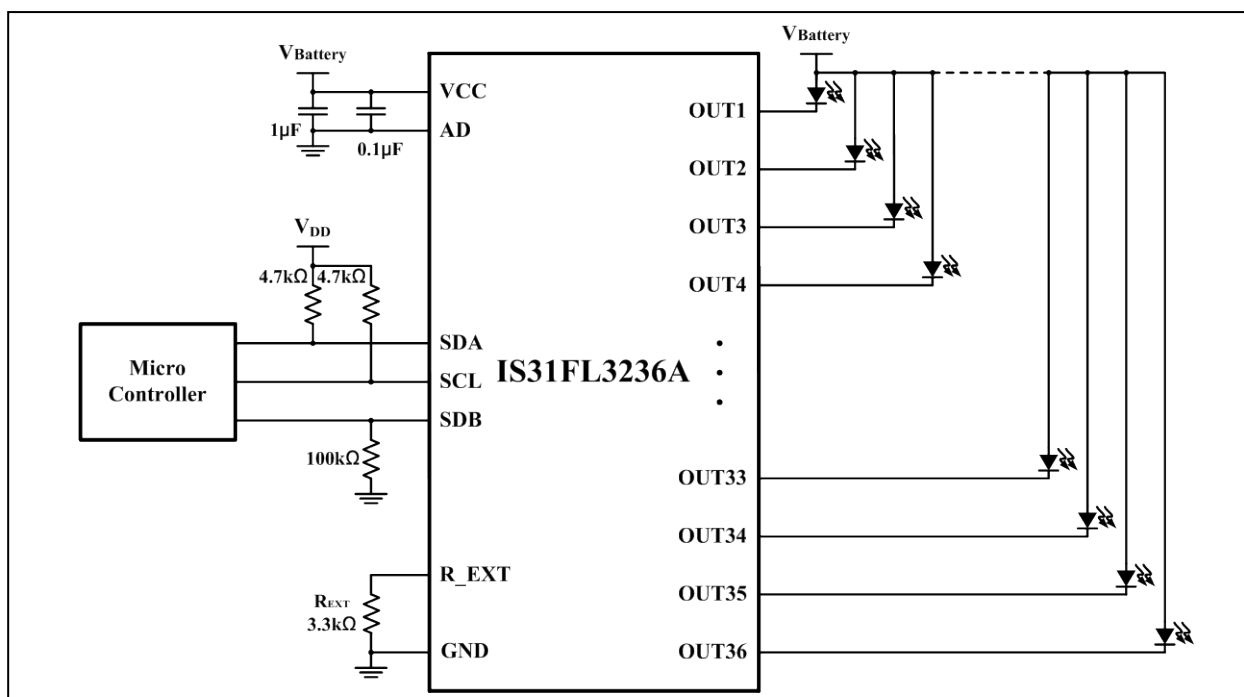 VBattery
VCC
1μF
0.1μF
AD
VDD
4.7kΩ 4.7kΩ
Micro
Controller
SDA
SCL
SDB
100kΩ
R_EXT
REXT
3.3kΩ
GND
IS31FL3236A
VBattery
OUT1
OUT2
OUT3
OUT4
OUT33
OUT34
OUT35
OUT36